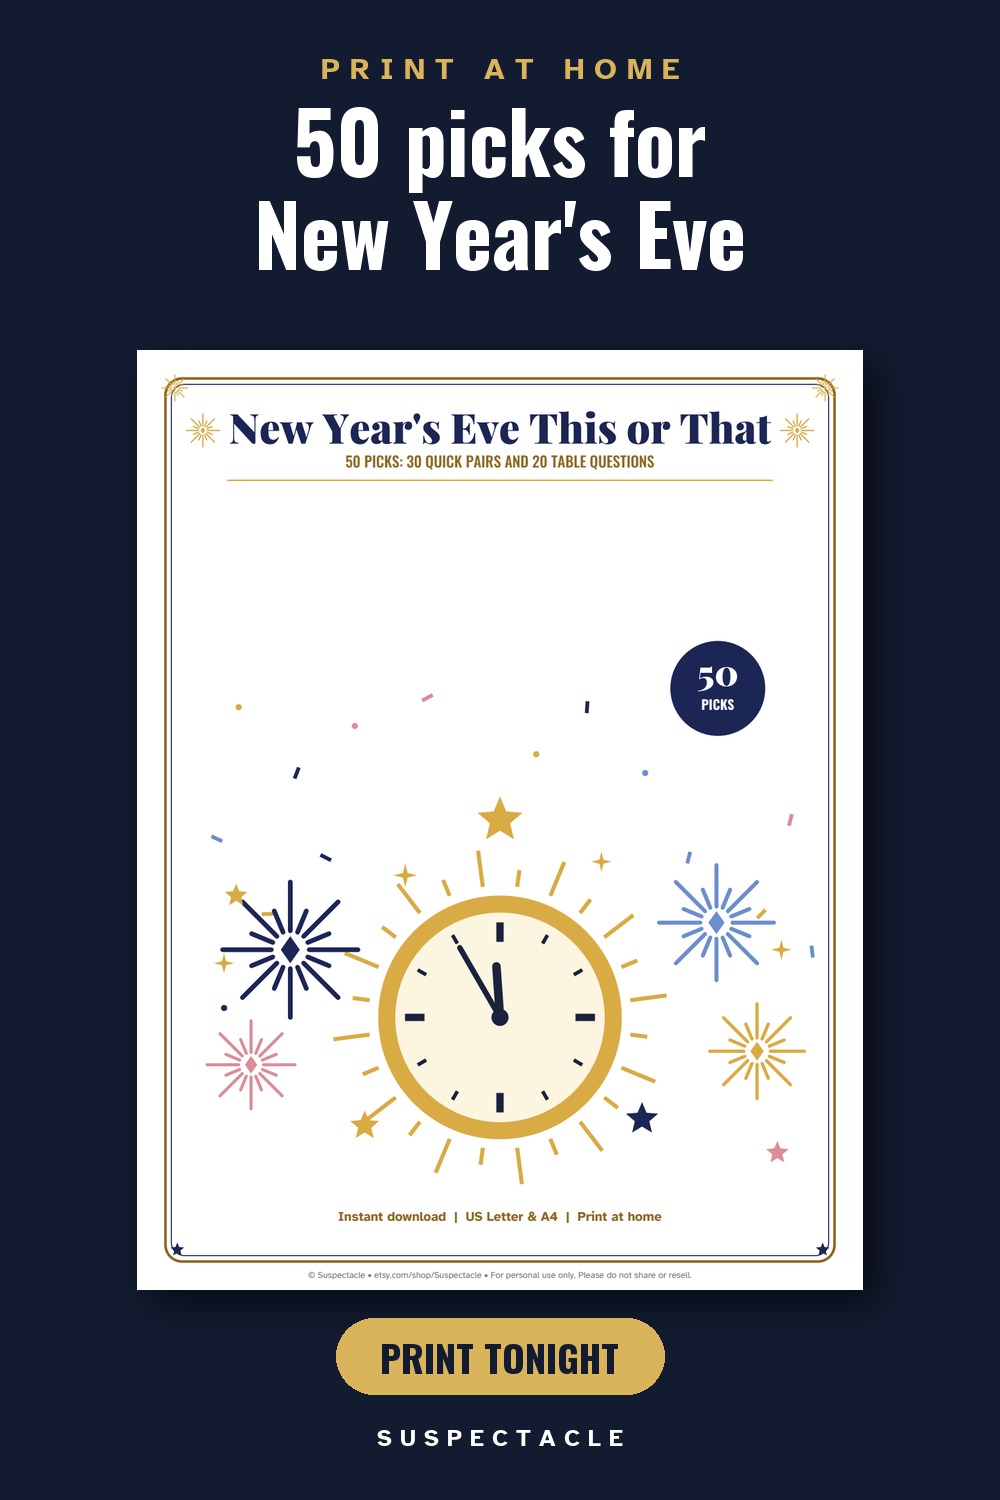 PRINT AT HOME
50 picks for
New Year's Eve
New Year's Eve This or That
50 PICKS: 30 QUICK PAIRS AND 20 TABLE QUESTIONS
50
PICKS
Instant download | US Letter & A4 | Print at home
© Suspectacle • etsy.com/shop/Suspectacle • For personal use only. Please do not share or resell.
PRINT TONIGHT
SUSPECTACLE